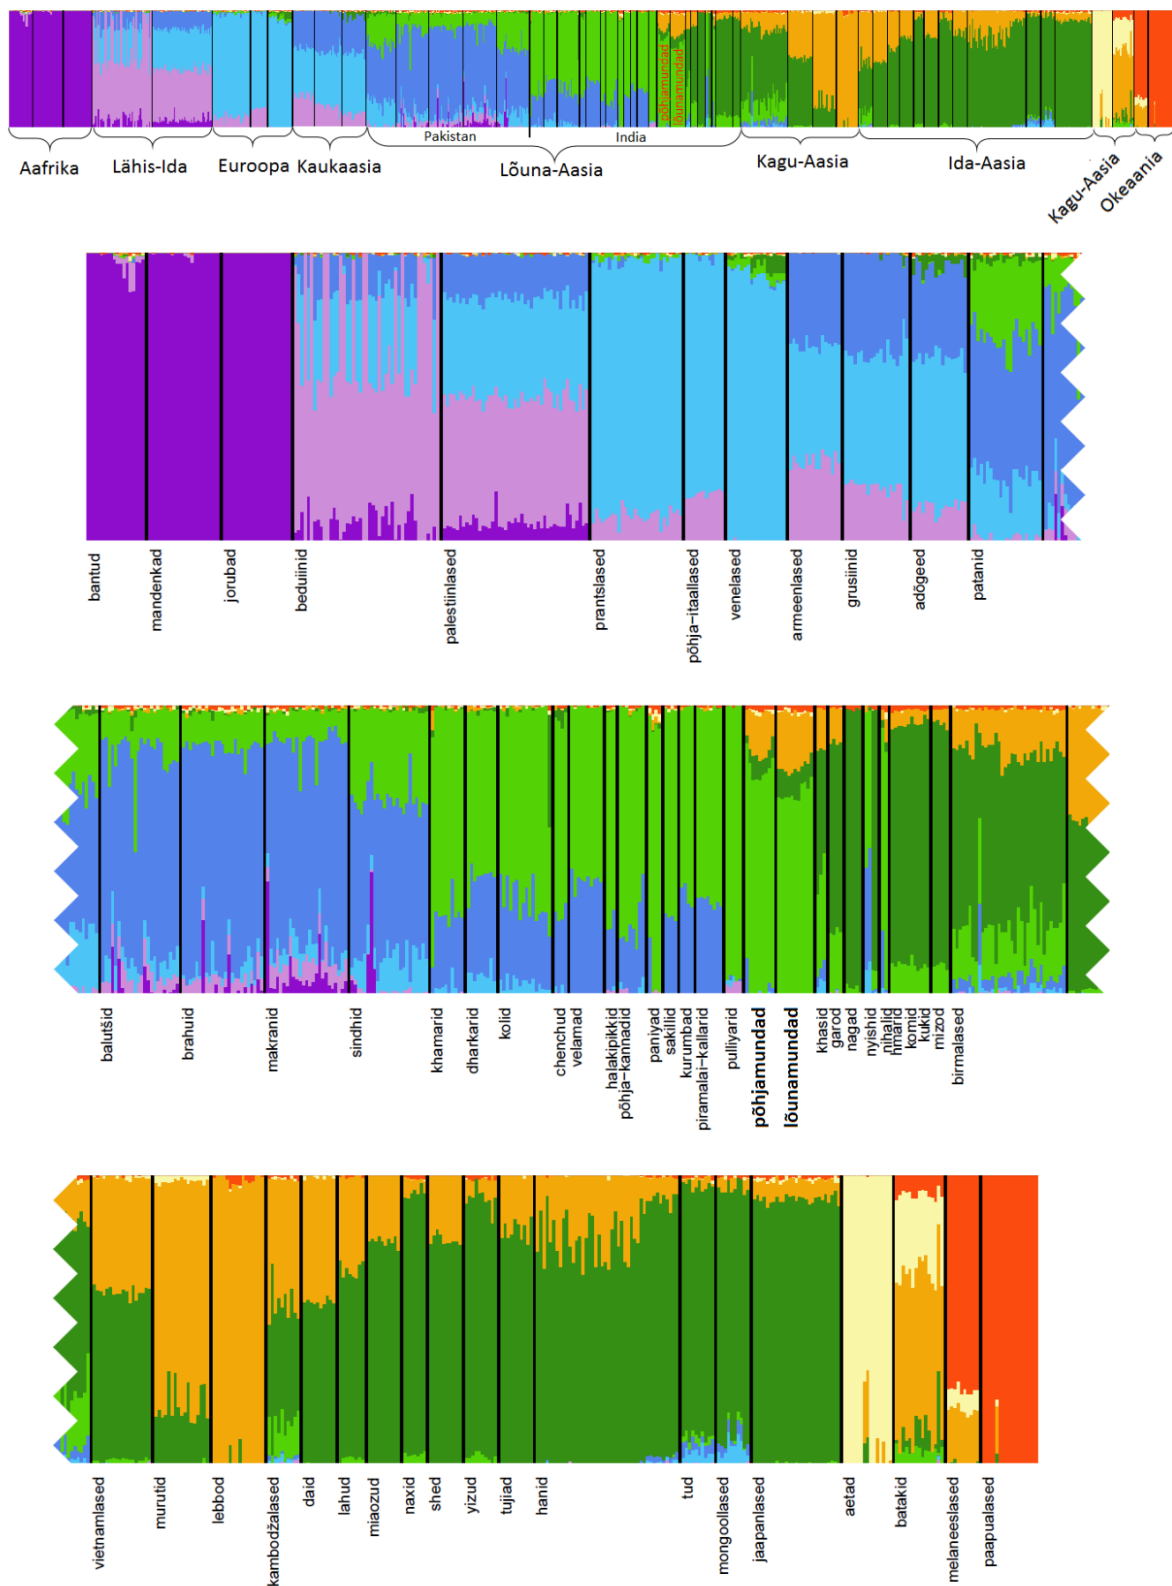 põhjamundad
lõunamundad
Pakistan
India
Aafrika
Lähis-Ida
Euroopa
Kaukaasia
Lõuna-Aasia
Kagu-Aasia
Ida-Aasia
Kagu-Aasia
Okeaania
bantud
mandenkad
jorubad
beduiinid
palestiinlased
prantslased
põhja-itaallased
venelased
armeenlased
grusiinid
adõgeed
patanid
balutšid
brahuid
makranid
sindhid
khamarid
dharkarid
kolid
chenchud
velamad
halakipikkid
põhja-kannadid
paniyad
sakillid
kurumbad
piramalai-kallarid
pulliyarid
põhjamundad
lõunamundad
khasid
garod
nagad
nyishid
nihalid
hmarid
komid
kukid
mizod
birmalased
vietnamlased
murutid
lebbod
kambodžalased
daid
lahud
miaozud
naxid
shed
yizud
tujiad
hanid
tud
mongoollased
jaapanlased
aetad
batakid
melaneeslased
paapualased